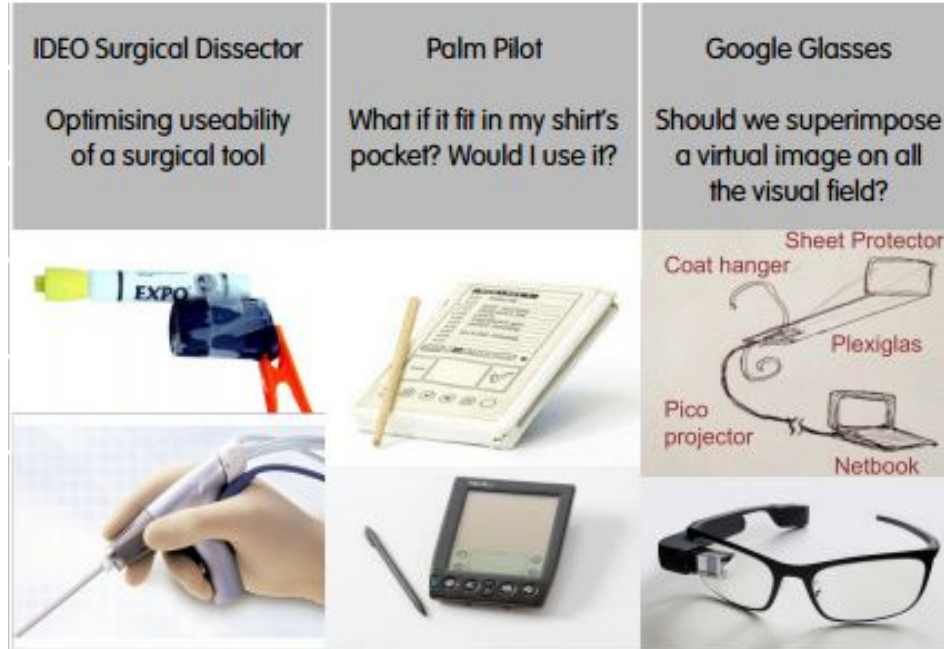 IDEO Surgical Dissector
Optimising useability
of a surgical tool
Palm Pilot
What if it fit in my shirt's
pocket? Would I use it?
Google Glasses
Should we superimpose
a virtual image on all
the visual field?
EXPO
Sheet Protector
Coat hanger
Plexiglas
Pico
projector
Netbook